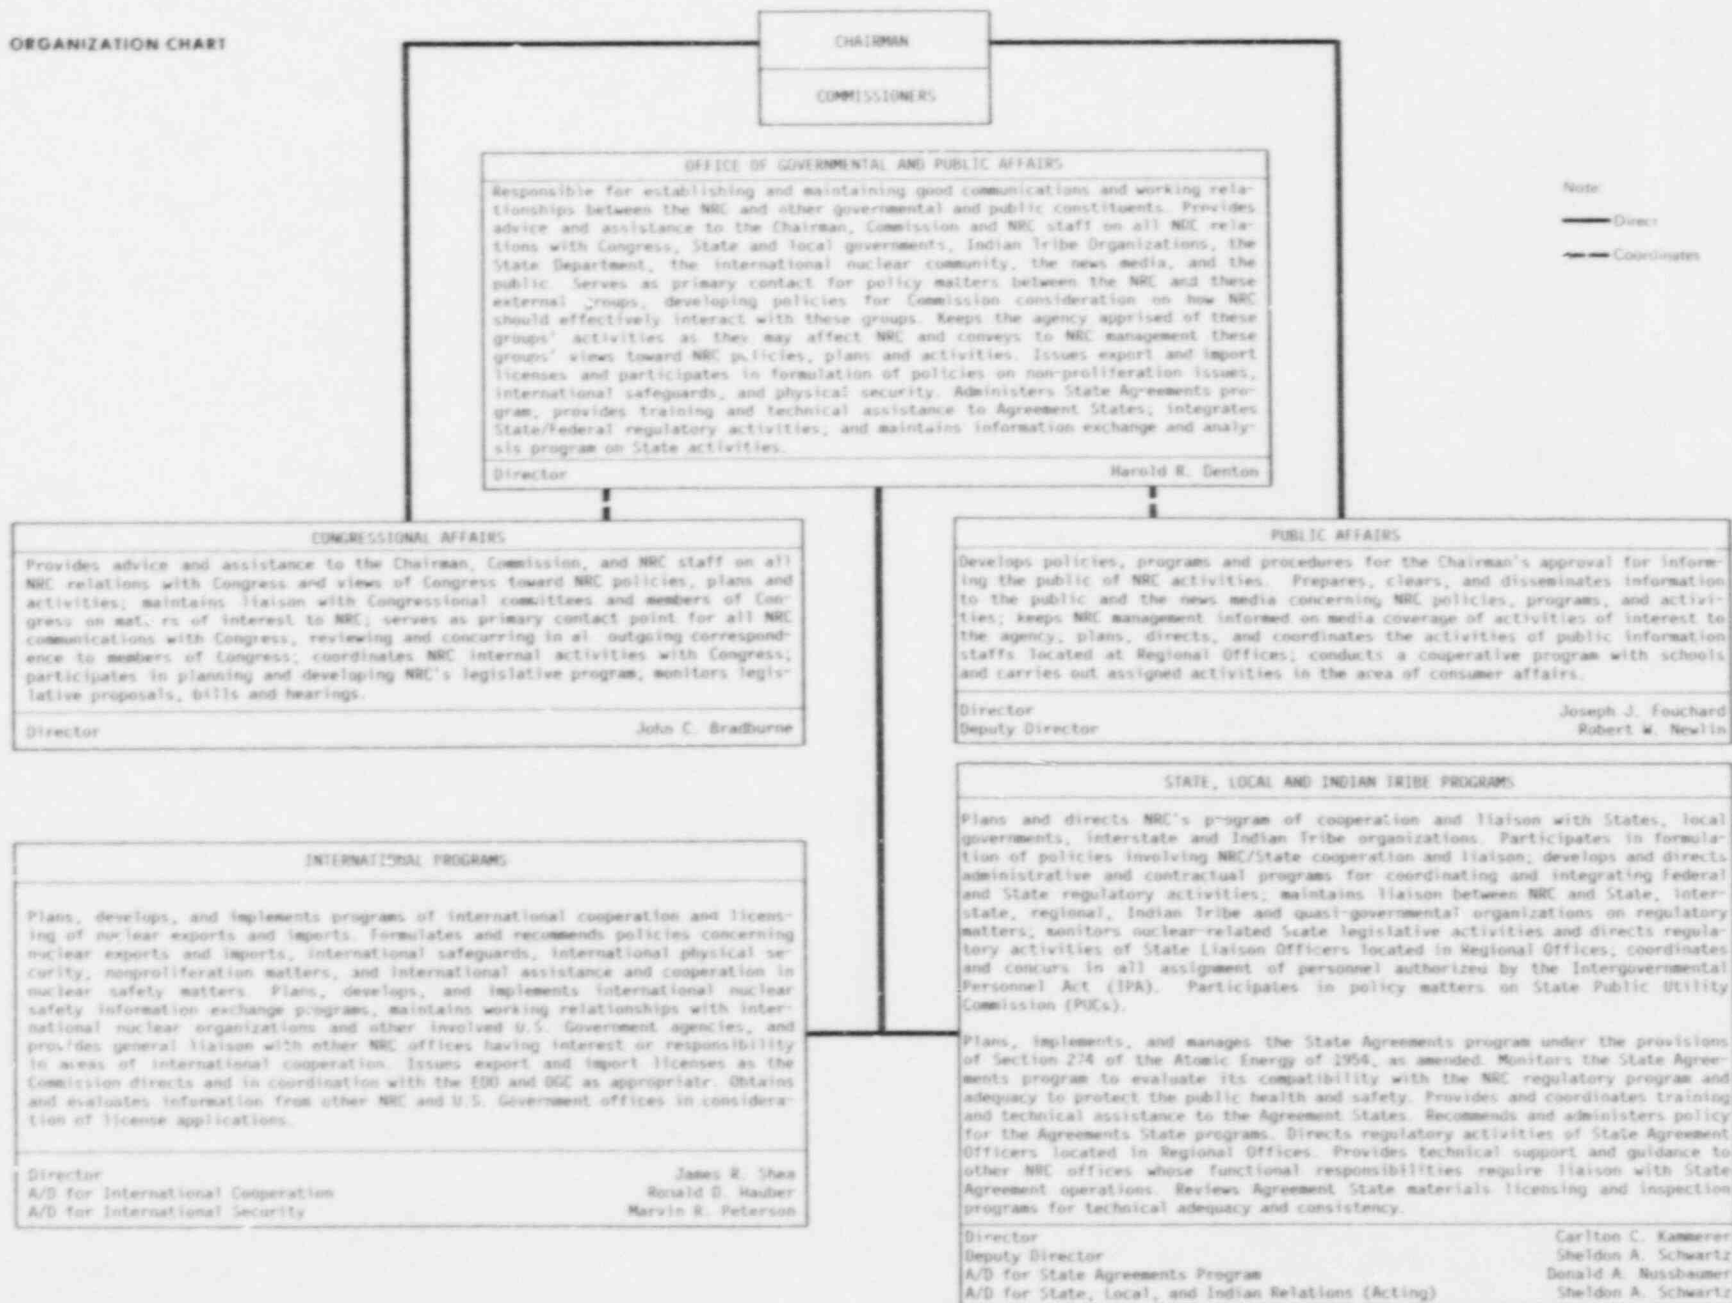 ORGANIZATION CHART
CHAIRMAN
COMMISSIONERS
OFFICE OF GOVERNMENTAL AND PUBLIC AFFAIRS
Responsible for establishing and maintaining good communications and working rela-
tionships between the NRC and other governmental and public constituents. Provides
advice and assistance to the Chairman, Commission and NRC staff on all NRC rela-
tions with Congress, State and local governments, Indian Tribe Organizations, the
State Department, the international nuclear community, the news media, and the
public. Serves as primary contact for policy matters between the NRC and these
external groups, developing policies for Commission consideration on how NRC
should effectively interact with these groups. Keeps the agency apprised of these
groups' activities as they may affect NRC and conveys to NRC management these
groups' views toward NRC policies, plans and activities. Issues export and import
licenses and participates in formulation of policies on non-proliferation issues,
international safeguards, and physical security. Administers State Agreements pro-
gram, provides training and technical assistance to Agreement States; integrates
State/Federal regulatory activities; and maintains information exchange and analy-
sis program on State activities.
Director Harold R. Denton
Note:
Direct
Coordinates
CONGRESSIONAL AFFAIRS
Provides advice and assistance to the Chairman, Commission, and NRC staff on all
NRC relations with Congress and views of Congress toward NRC policies, plans and
activities; maintains liaison with Congressional committees and members of Con-
gress on mat. rs of interest to NRC; serves as primary contact point for all NRC
communications with Congress, reviewing and concurring in al outgoing correspond-
ence to members of Congress; coordinates NRC internal activities with Congress;
participates in planning and developing NRC's legislative program, monitors legis-
lative proposals, bills and hearings.
Director John C. Bradburne
PUBLIC AFFAIRS
Develops policies, programs and procedures for the Chairman's approval for inform-
ing the public of NRC activities. Prepares, clears, and disseminates information
to the public and the news media concerning NRC policies, programs, and activi-
ties; keeps NRC management informed on media coverage of activities of interest to
the agency, plans, directs, and coordinates the activities of public information
staffs located at Regional Offices; conducts a cooperative program with schools
and carries out assigned activities in the area of consumer affairs.
Director Joseph J. Fouchard
Deputy Director Robert W. Newlin
INTERNATIONAL PROGRAMS
Plans, develops, and implements programs of international cooperation and licens-
ing of nuclear exports and imports. Formulates and recommends policies concerning
nuclear exports and imports, international safeguards, international physical se-
curity, nonproliferation matters, and international assistance and cooperation in
nuclear safety matters. Plans, develops, and implements international nuclear
safety information exchange programs, maintains working relationships with inter-
national nuclear organizations and other involved U.S. Government agencies, and
provides general liaison with other NRC offices having interest or responsibility
in areas of international cooperation. Issues export and import licenses as the
Commission directs and in coordination with the EDO and OGC as appropriate. Obtains
and evaluates information from other NRC and U.S. Government offices in considera-
tion of license applications.
Director James R. Shea
A/D for International Cooperation Ronald D. Hauber
A/D for International Security Marvin R. Peterson
STATE, LOCAL AND INDIAN TRIBE PROGRAMS
Plans and directs NRC's program of cooperation and liaison with States, local
governments, interstate and Indian Tribe organizations. Participates in formula-
tion of policies involving NRC/State cooperation and liaison; develops and directs
administrative and contractual programs for coordinating and integrating Federal
and State regulatory activities; maintains liaison between NRC and State, inter-
state, regional, Indian Tribe and quasi-governmental organizations on regulatory
matters, monitors nuclear-related State legislative activities and directs regula-
tory activities of State Liaison Officers located in Regional Offices; coordinates
and concurs in all assignment of personnel authorized by the Intergovernmental
Personnel Act (IPA). Participates in policy matters on State Public Utility
Commission (PUCs).
Plans, implements, and manages the State Agreements program under the provisions
of Section 274 of the Atomic Energy of 1954, as amended. Monitors the State Agree-
ments program to evaluate its compatibility with the NRC regulatory program and
adequacy to protect the public health and safety. Provides and coordinates training
and technical assistance to the Agreement States. Recommends and administers policy
for the Agreements State programs. Directs regulatory activities of State Agreement
Officers located in Regional Offices. Provides technical support and guidance to
other NRC offices whose functional responsibilities require liaison with State
Agreement operations. Reviews Agreement State materials licensing and inspection
programs for technical adequacy and consistency.
Director Carlton C. Kammerer
Deputy Director Sheldon A. Schwartz
A/D for State Agreements Program Donald A. Nussbaumer
A/D for State, Local, and Indian Relations (Acting) Sheldon A. Schwartz